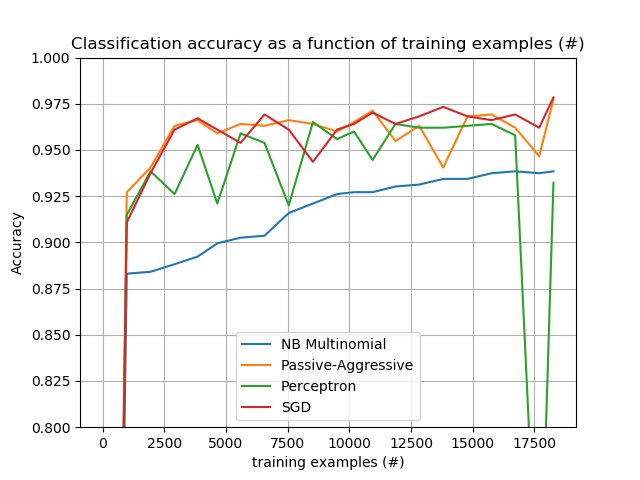 Classification accuracy as a function of training examples (#)
1.000
0.975
0.950
0.925
0.900
0.875
0.850
0.825
0.800
Accuracy
NB Multinomial
Passive-Aggressive
Perceptron
SGD
0 2500 5000 7500 10000 12500 15000 17500
training examples (#)